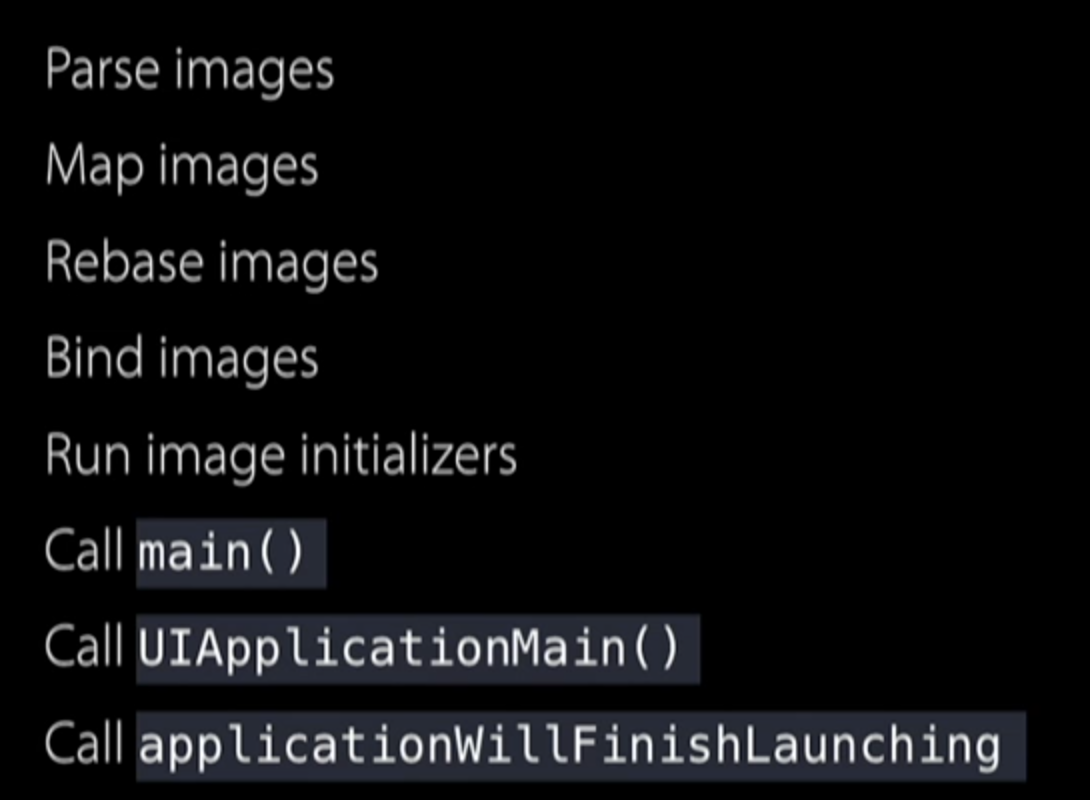 Parse images
Map images
Rebase images
Bind images
Run image initializers
Call main()
Call UIApplicationMain()
Call applicationWillFinishLaunching